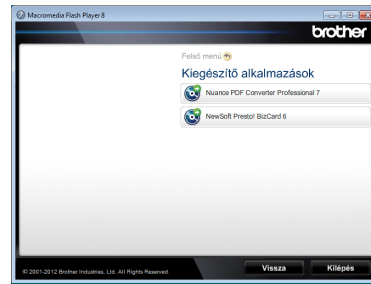 Macromedia Flash Player 8
brother
Felső menü
Kiegészítő alkalmazások
Nuance PDF Converter Professional 7
NewSoft Presto! BizCard 6
© 2001-2012 Brother Industries, Ltd. All Rights Reserved.
Vissza
Kilépés